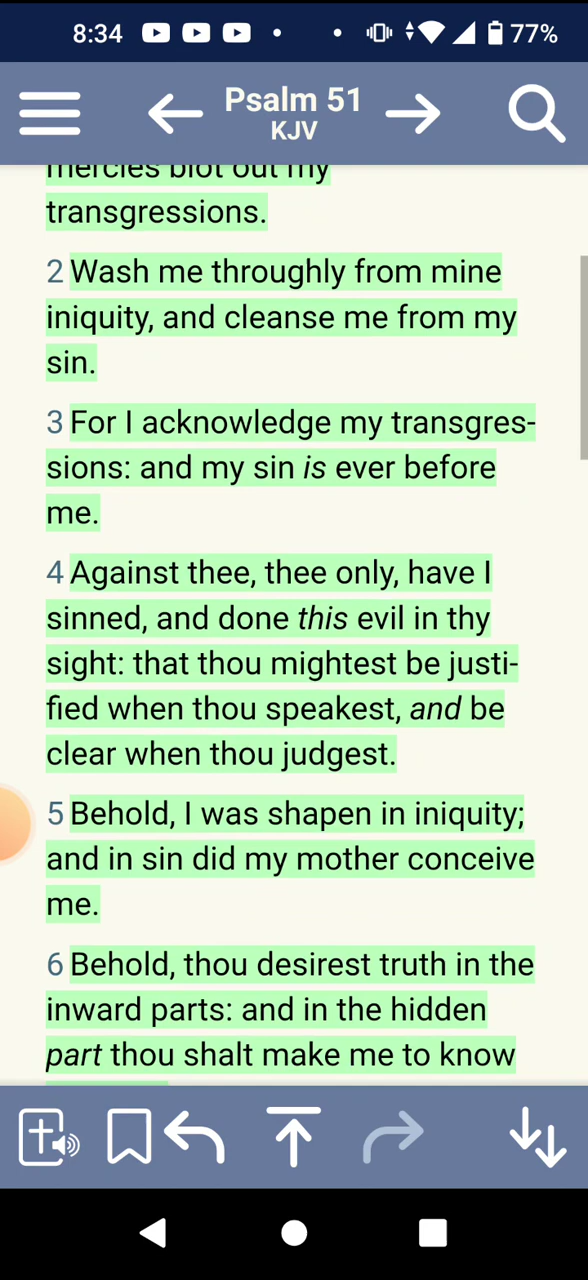 8:34
77%
Psalm 51
KJV
mercies blot out my
transgressions.
2 Wash me throughly from mine
iniquity, and cleanse me from my
sin.
3 For I acknowledge my transgres-
sions: and my sin is ever before
me.
4 Against thee, thee only, have I
sinned, and done this evil in thy
sight: that thou mightest be justi-
fied when thou speakest, and be
clear when thou judgest.
5 Behold, I was shapen in iniquity;
and in sin did my mother conceive
me.
6 Behold, thou desirest truth in the
inward parts: and in the hidden
part thou shalt make me to know